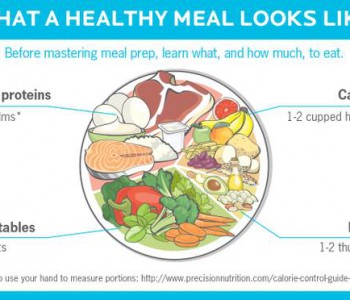 HAT A HEALTHY MEAL LOOKS LIK
Before mastering meal prep, learn what, and how much, to eat.
proteins
lms*
Ca
1-2 cupped h
tables
ts
1-2 thu
o use your hand to measure portions: http://www.precisionnutrition.com/calorie-control-guide-